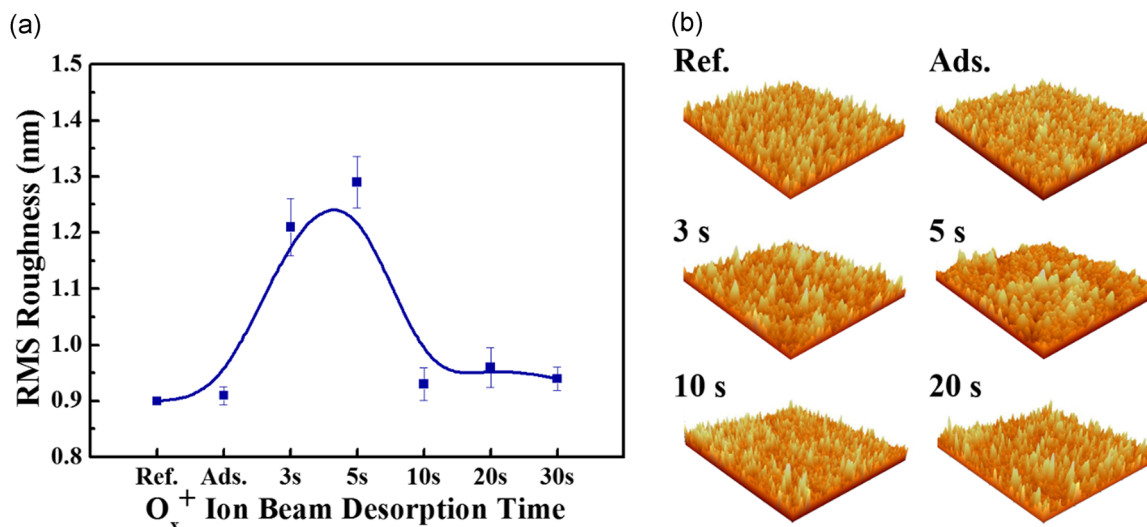 (a)
1.5
1.4
1.3
1.2
1.1
1.0
0.9
0.8
RMS Roughness (nm)
Ref. Ads. 3s 5s 10s 20s 30s
Oₓ⁺ Ion Beam Desorption Time
(b)
Ref. Ads.
3 s 5 s
10 s 20 s